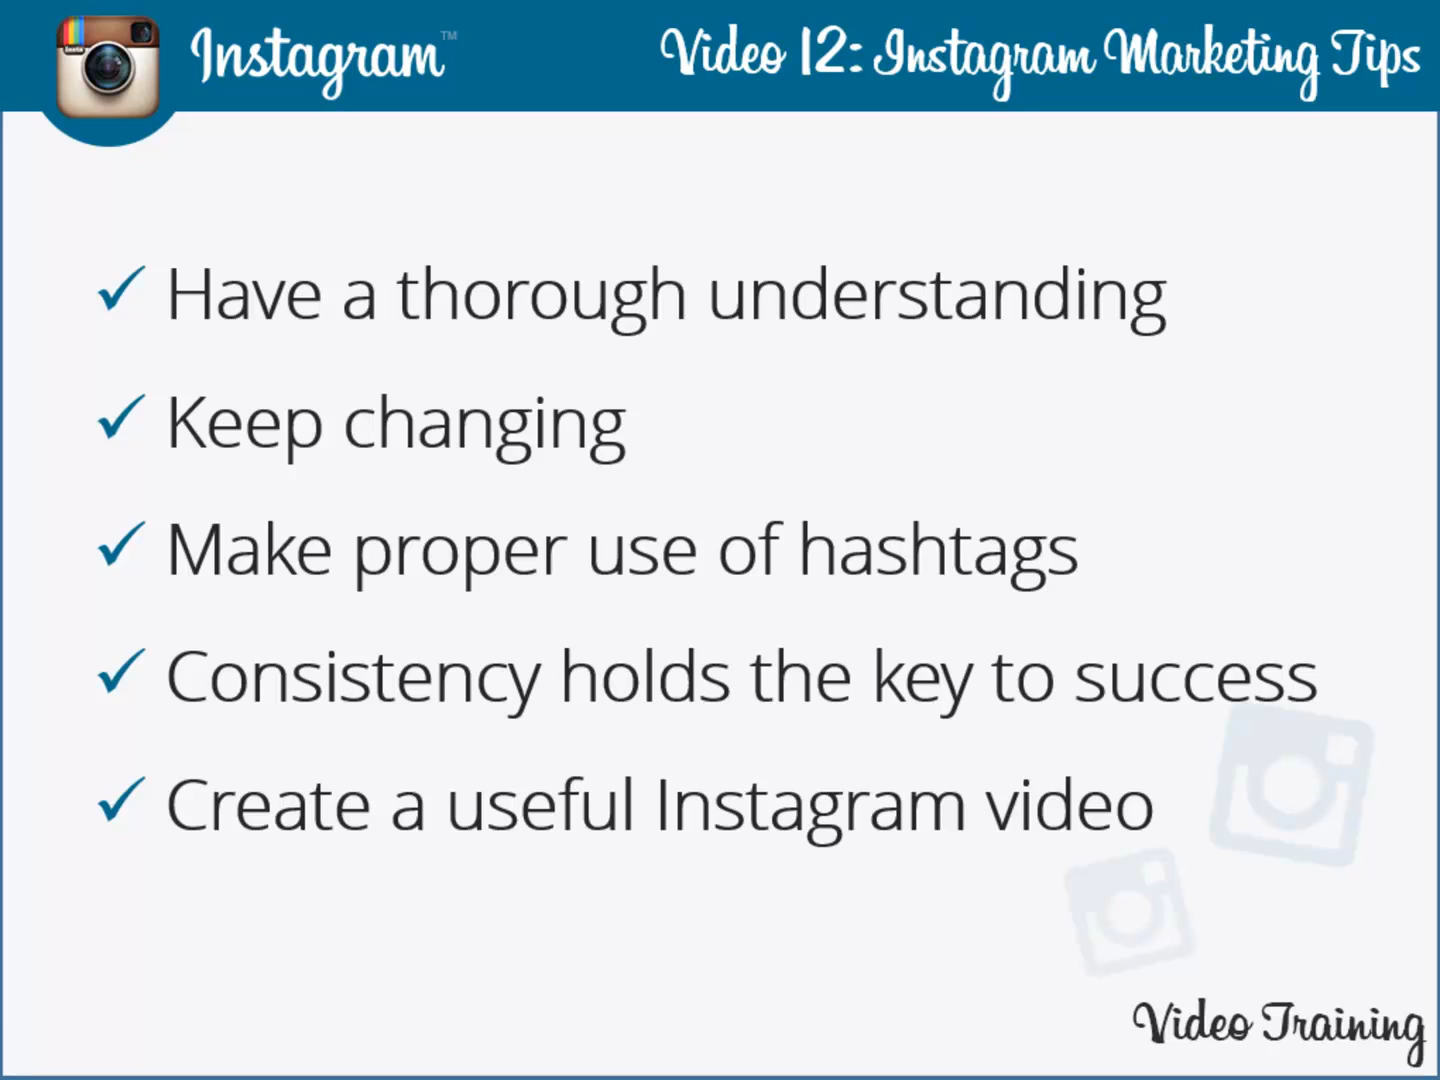 Insta
Instagram™
Video 12: Instagram Marketing Tips
✓ Have a thorough understanding
✓ Keep changing
✓ Make proper use of hashtags
✓ Consistency holds the key to success
✓ Create a useful Instagram video
Video Training